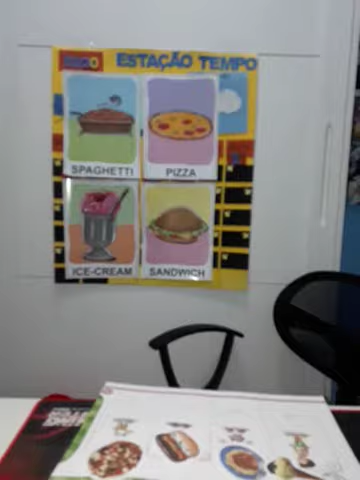 ESTAÇÃO TEMPO
SPAGHETTI
PIZZA
ICE-CREAM
SANDWICH